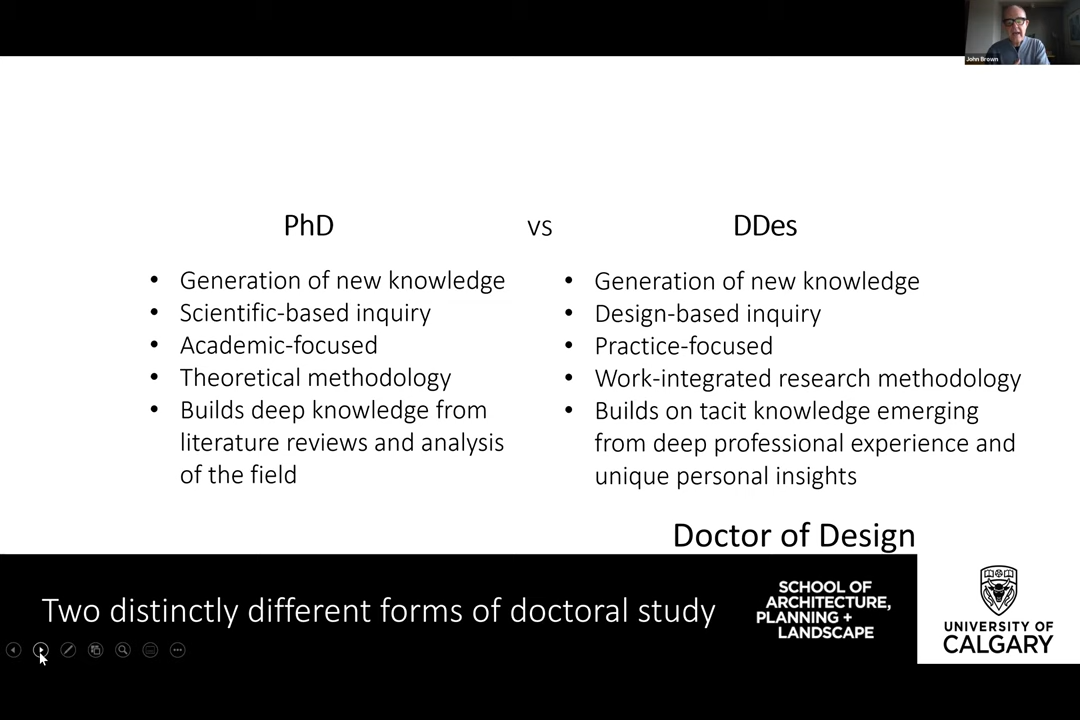 John Brown
PhD
vs
DDes
• Generation of new knowledge
• Scientific-based inquiry
• Academic-focused
• Theoretical methodology
• Builds deep knowledge from
literature reviews and analysis
of the field
• Generation of new knowledge
• Design-based inquiry
• Practice-focused
• Work-integrated research methodology
• Builds on tacit knowledge emerging
from deep professional experience and
unique personal insights
Doctor of Design
Two distinctly different forms of doctoral study
SCHOOL OF
ARCHITECTURE,
PLANNING +
LANDSCAPE
UNIVERSITY OF
CALGARY